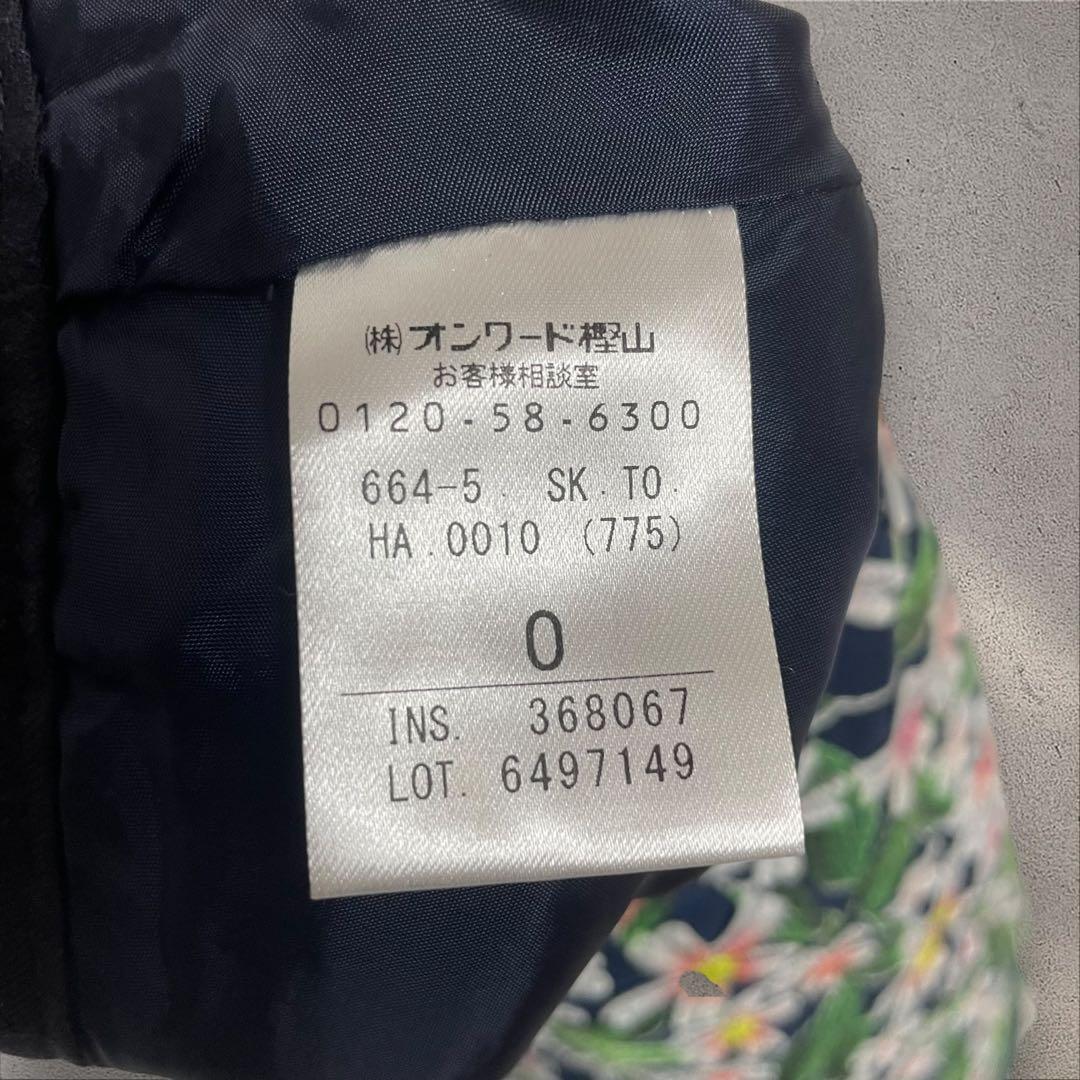 ㈱オンワード樫山
お客様相談室
0120-58-6300
664-5. SK.TO.
HA.0010 (775)
0
INS. 368067
LOT. 6497149